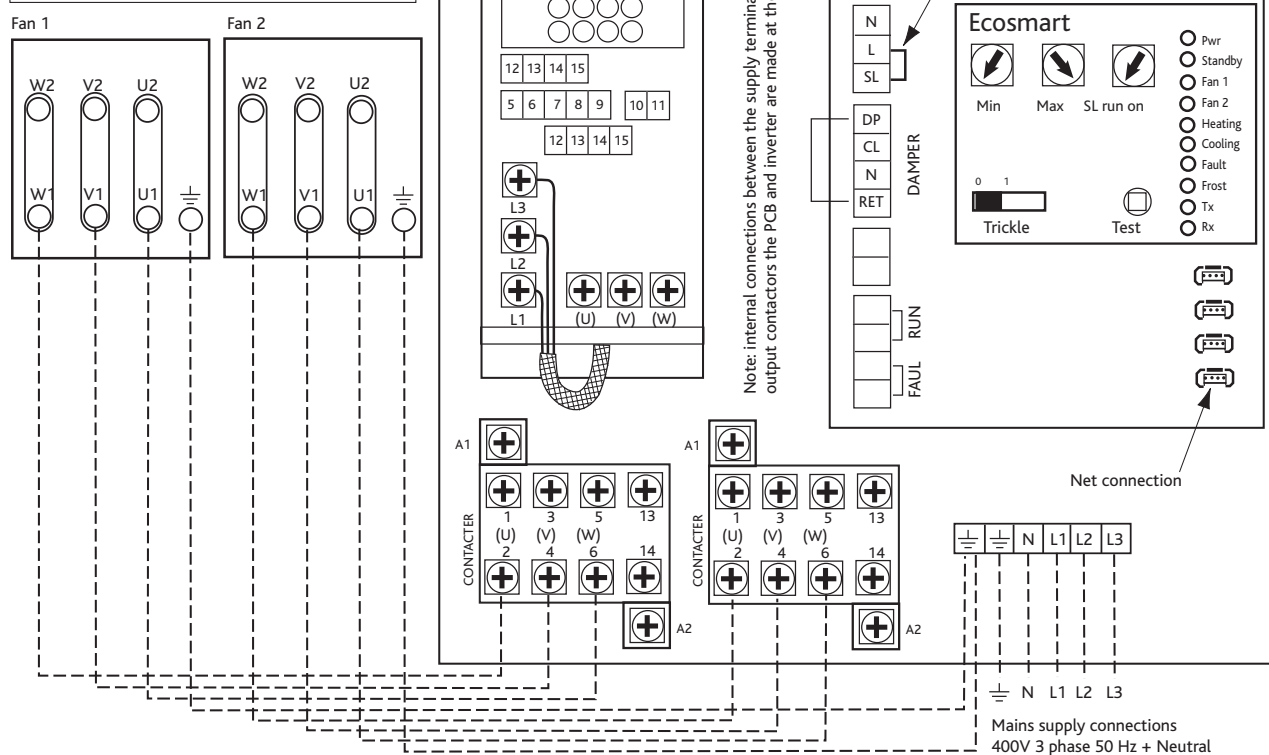 Fan 1
W2 V2 U2
W1 V1 U1
Fan 2
W2 V2 U2
W1 V1 U1
12 13 14 15
5 6 7 8 9 10 11
12 13 14 15
L3
L2
L1
(U) (V) (W)
Note: internal connections between the supply
output contactors the PCB and inverter are made at the
N
L
SL
DP
CL
N
RET
DAMPER
RUN
FAUL
Ecosmart
Min Max SL run on
0 1
Trickle
Test
Pwr
Standby
Fan 1
Fan 2
Heating
Cooling
Fault
Frost
Tx
Rx
Net connection
A1
CONTACTER
1 3 5 13
(U) (V) (W)
2 4 6 14
A2
A1
CONTACTER
1 3 5 13
(U) (V) (W)
2 4 6 14
A2
N L1 L2 L3
N L1 L2 L3
Mains supply connections
400V 3 phase 50 Hz + Neutral